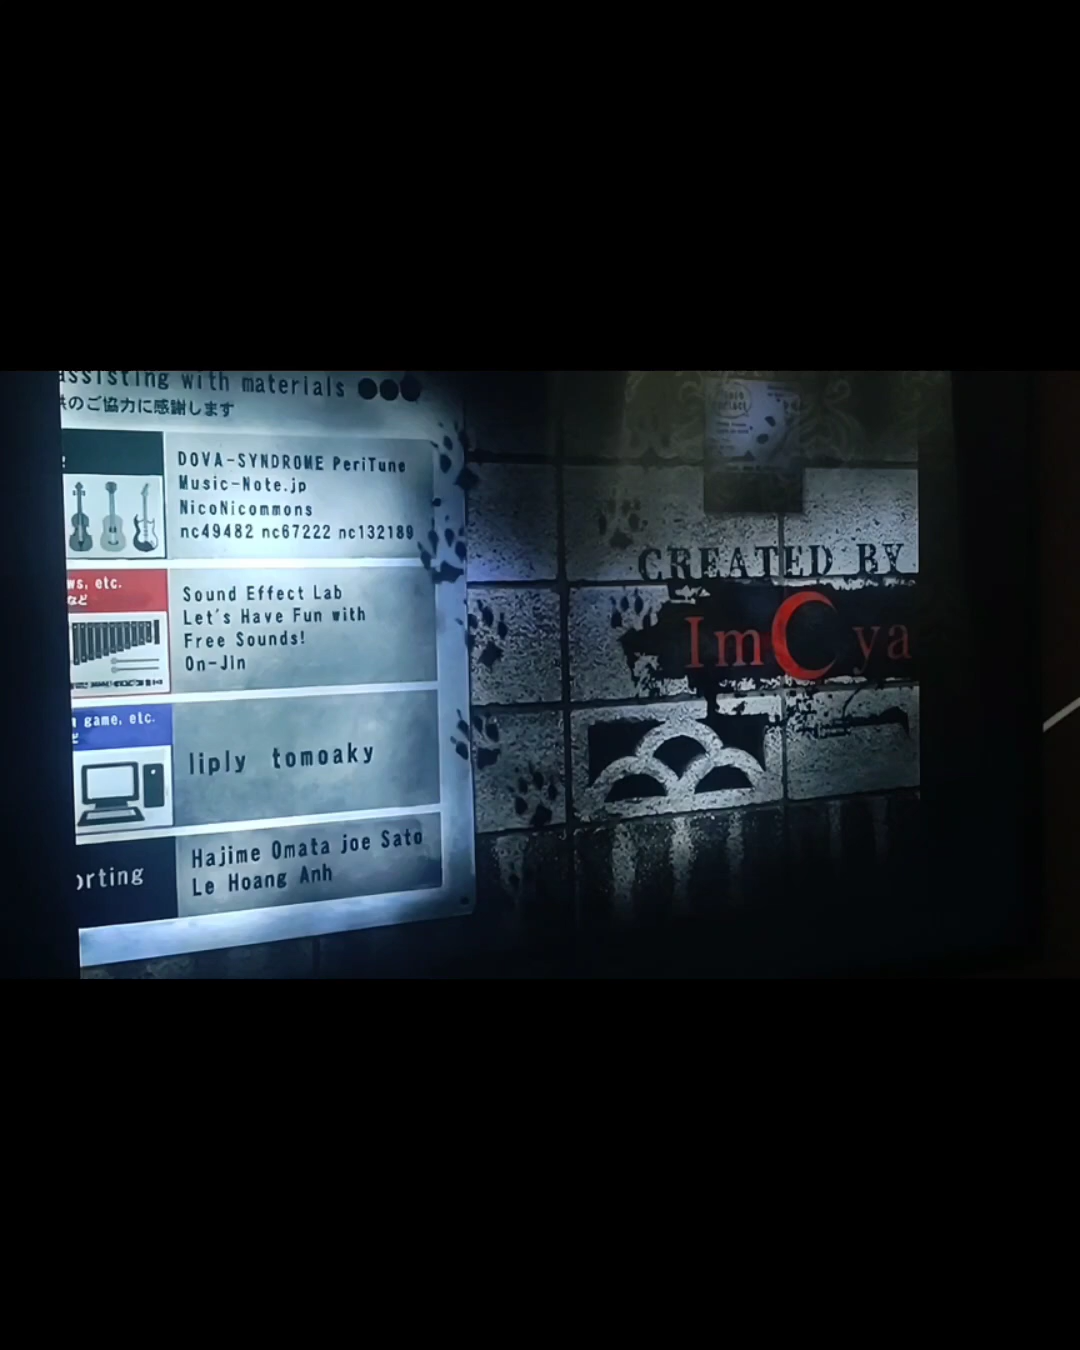 assisting with materials ●●●
のご協力に感謝します
DOVA-SYNDROME PeriTune
Music-Note.jp
NicoNicommons
nc49482 nc67222 nc132189
ws, etc.
など
Sound Effect Lab
Let's Have Fun with
Free Sounds!
On-Jin
game, etc.
liply tomoaky
orting
Hajime Omata joe Sato
Le Hoang Anh
CREATED BY
ImCya